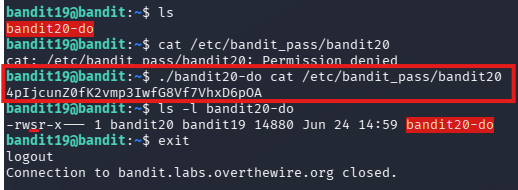 bandit19@bandit:~$ ls
bandit20-do
bandit19@bandit:~$ cat /etc/bandit_pass/bandit20
cat: /etc/bandit_pass/bandit20: Permission denied
bandit19@bandit:~$ ./bandit20-do cat /etc/bandit_pass/bandit20
4pIjcunZ0fK2vmp3IwfG8Vf7VhxD6pOA
bandit19@bandit:~$ ls -l bandit20-do
-rwsr-x--- 1 bandit20 bandit19 14880 Jun 24 14:59 bandit20-do
bandit19@bandit:~$ exit
logout
Connection to bandit.labs.overthewire.org closed.